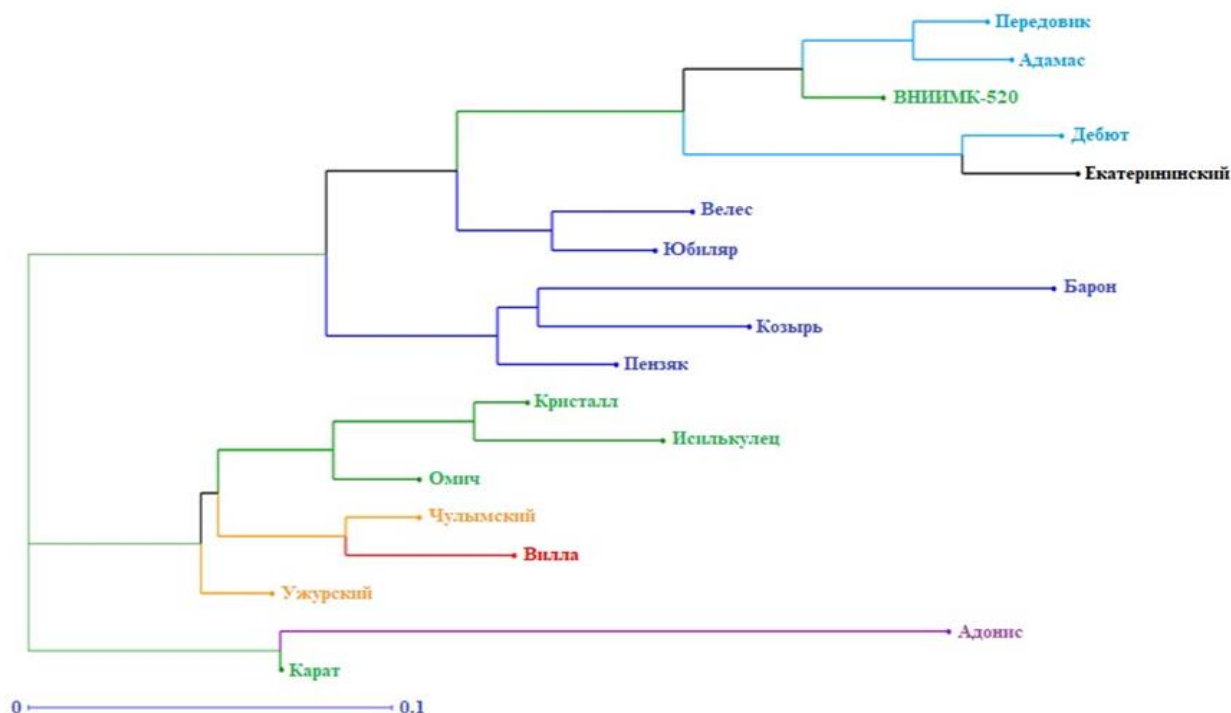 Передовик
Адамас
ВНИИМК-520
Дебют
Екатерининский
Велес
Юбиляр
Барон
Козырь
Пензяк
Кристалл
Исилькулец
Омич
Чулымский
Вилла
Ужурский
Адонис
Карат
0 0.1